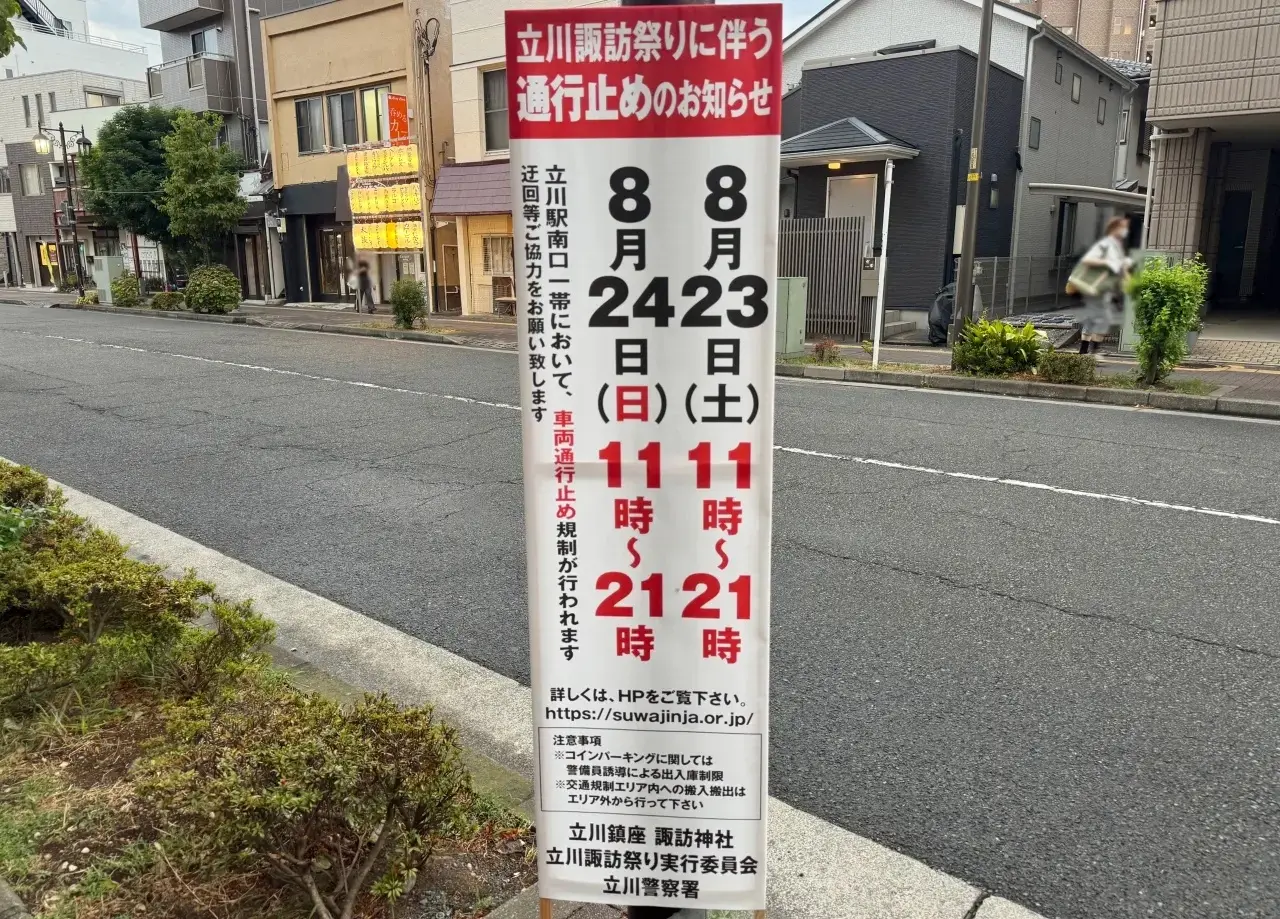 立川諏訪祭りに伴う
通行止めのお知らせ
8月23日(土)11時~21時
8月24日(日)11時~21時
立川駅南口一帯において、車両通行止め規制が行われます
迂回等ご協力をお願い致します
詳しくは、HPをご覧下さい。
https://suwajinja.or.jp/
注意事項
※コインパーキングに関しては
警備員誘導による出入庫制限
※交通規制エリア内への搬入搬出は
エリア外から行って下さい
立川鎮座 諏訪神社
立川諏訪祭り実行委員会
立川警察署